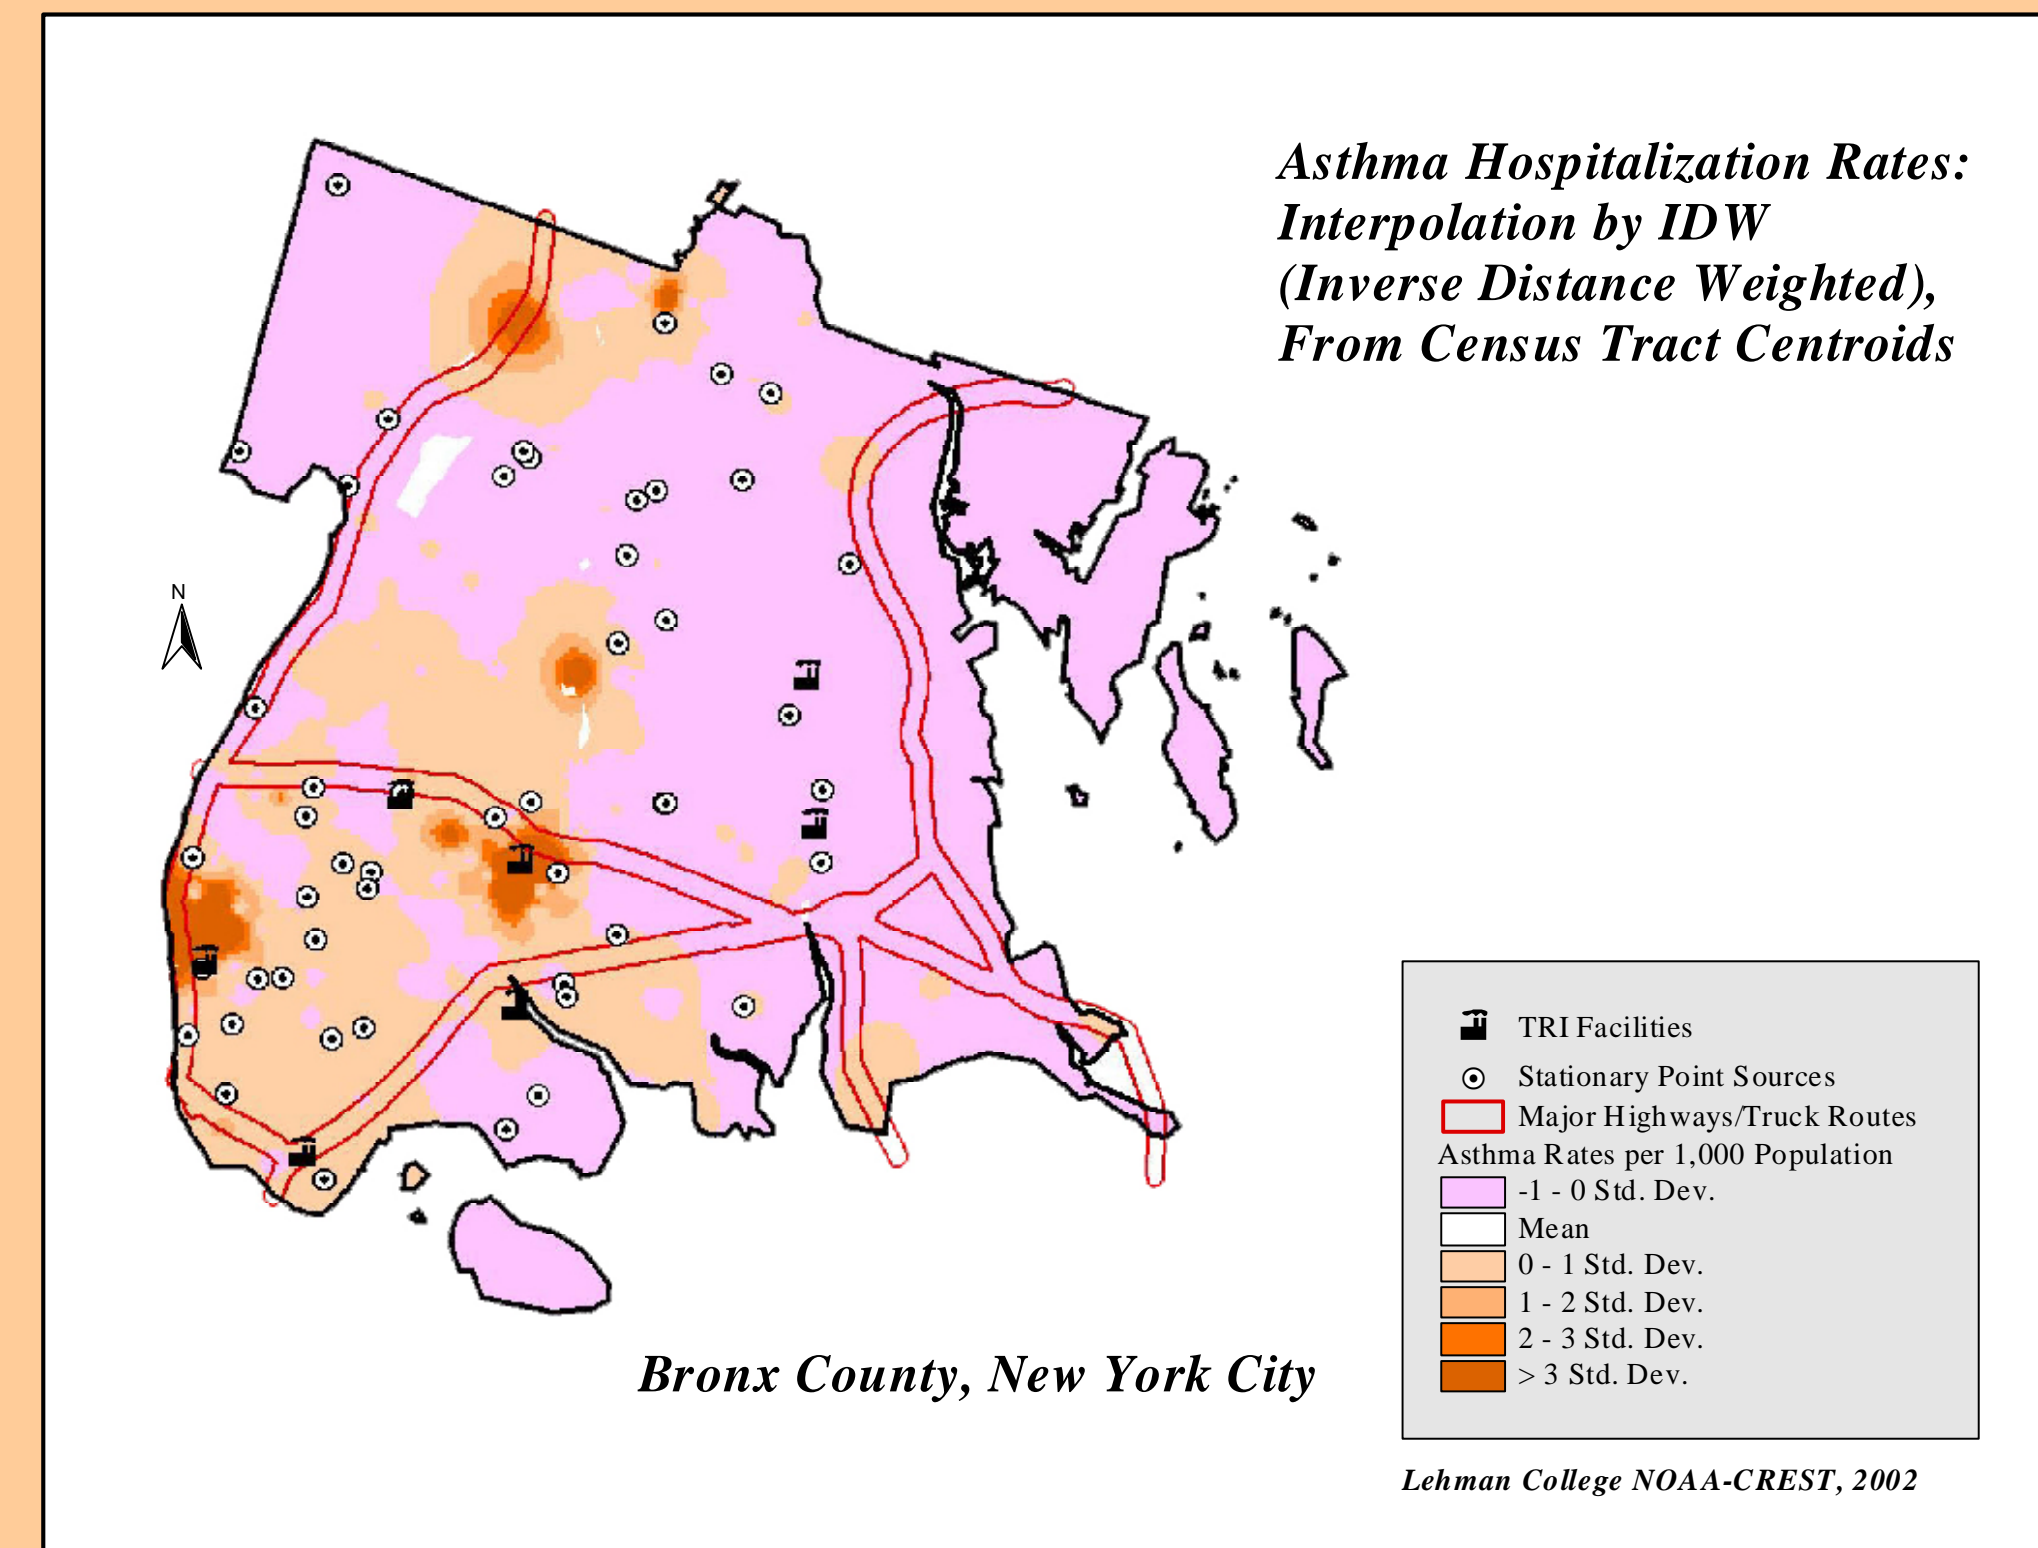 Asthma Hospitalization Rates:
Interpolation by IDW
(Inverse Distance Weighted),
From Census Tract Centroids
N
TRI Facilities
Stationary Point Sources
Major Highways/Truck Routes
Asthma Rates per 1,000 Population
-1 - 0 Std. Dev.
Mean
0 - 1 Std. Dev.
1 - 2 Std. Dev.
2 - 3 Std. Dev.
> 3 Std. Dev.
Bronx County, New York City
Lehman College NOAA-CREST, 2002